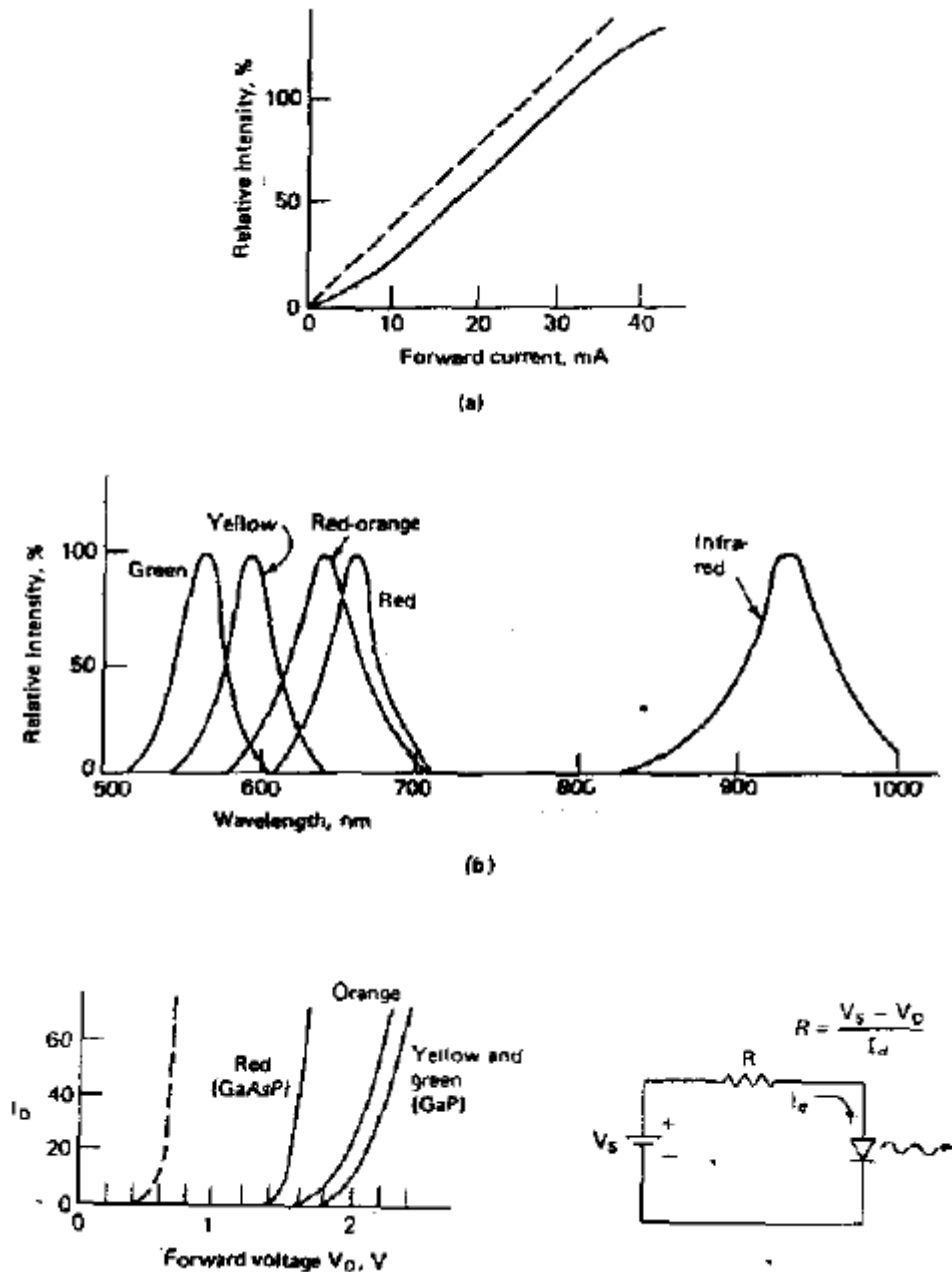 Relative Intensity, %
100
50
0
0 10 20 30 40
Forward current, mA
(a)
Relative Intensity, %
100
50
0
Green
Yellow
Red-orange
Red
Infra-
red
500 600 700 800 900 1000
Wavelength, nm
(b)
I_D
60
40
20
0
Red
(GaAsP)
Orange
Yellow and
green
(GaP)
0 1 2
Forward voltage V_D, V
R = (V_S − V_D) / I_d
R
V_S
+
−